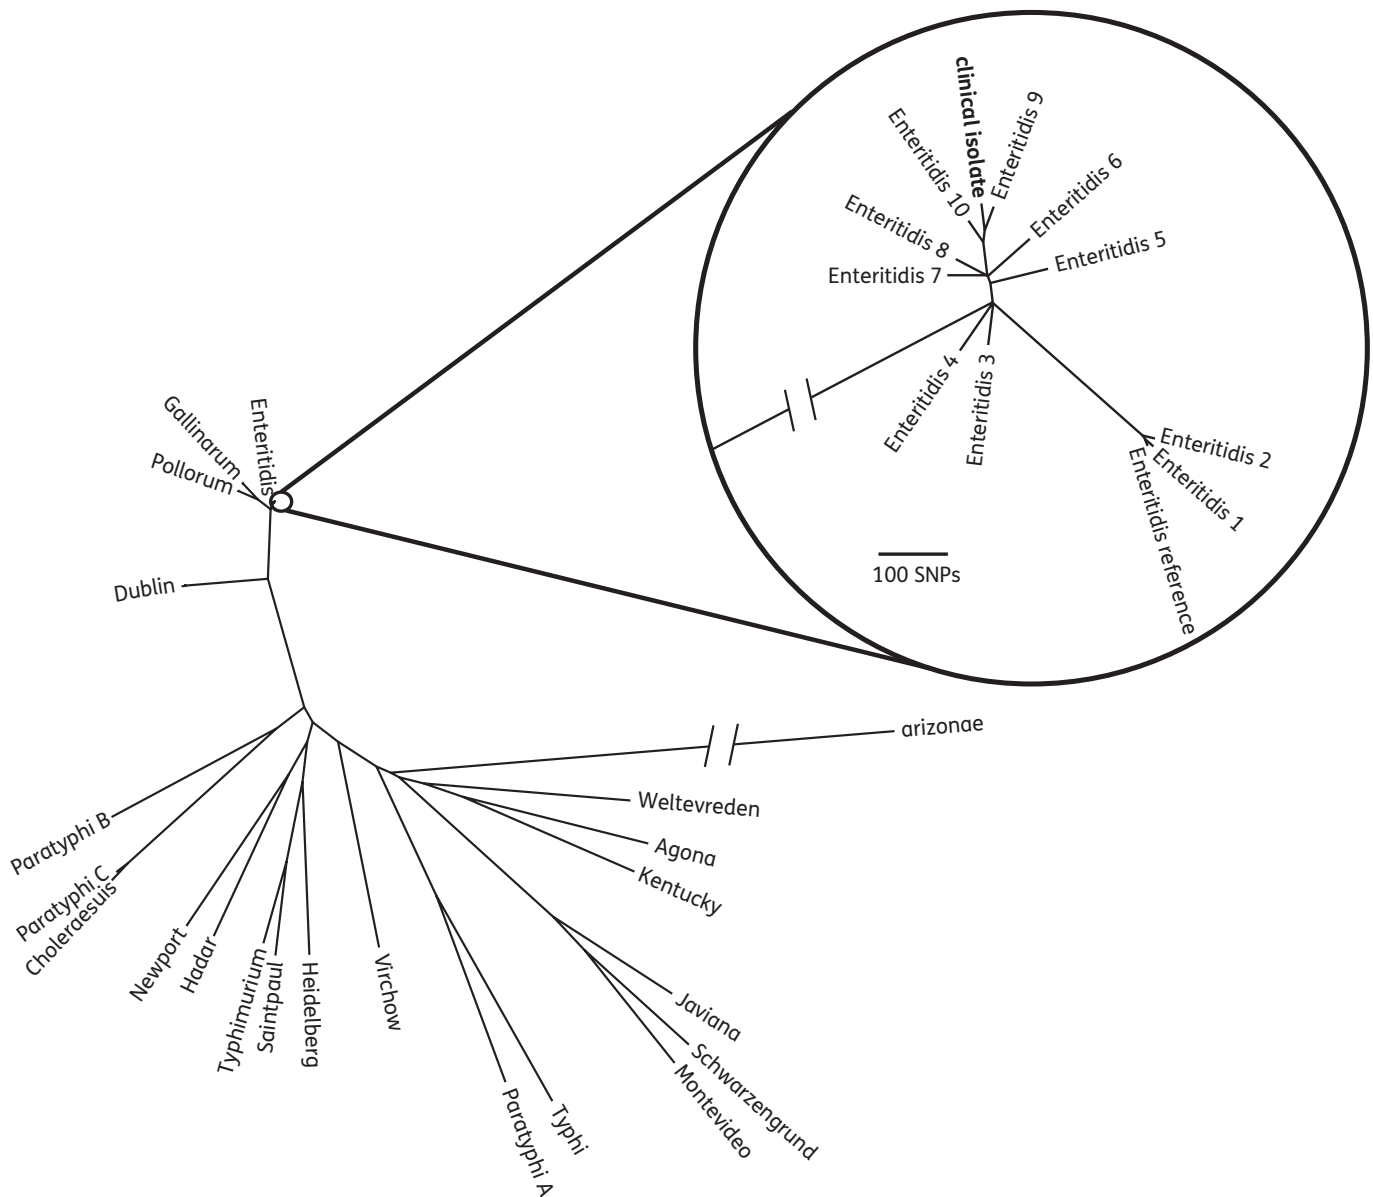 clinical isolate
Enteritidis 9
Enteritidis 10
Enteritidis 6
Enteritidis 8
Enteritidis 5
Enteritidis 7
Enteritidis 4
Enteritidis 3
Enteritidis 2
Enteritidis 1
Enteritidis reference
100 SNPs
Gallinarum
Enteritidis
Pollorum
Dublin
arizonae
Weltevreden
Agona
Kentucky
Paratyphi B
Paratyphi C
Choleraesuis
Newport
Hadar
Typhimurium
Saintpaul
Heidelberg
Virchow
Javiana
Schwarzengrund
Montevideo
Typhi
Paratyphi A